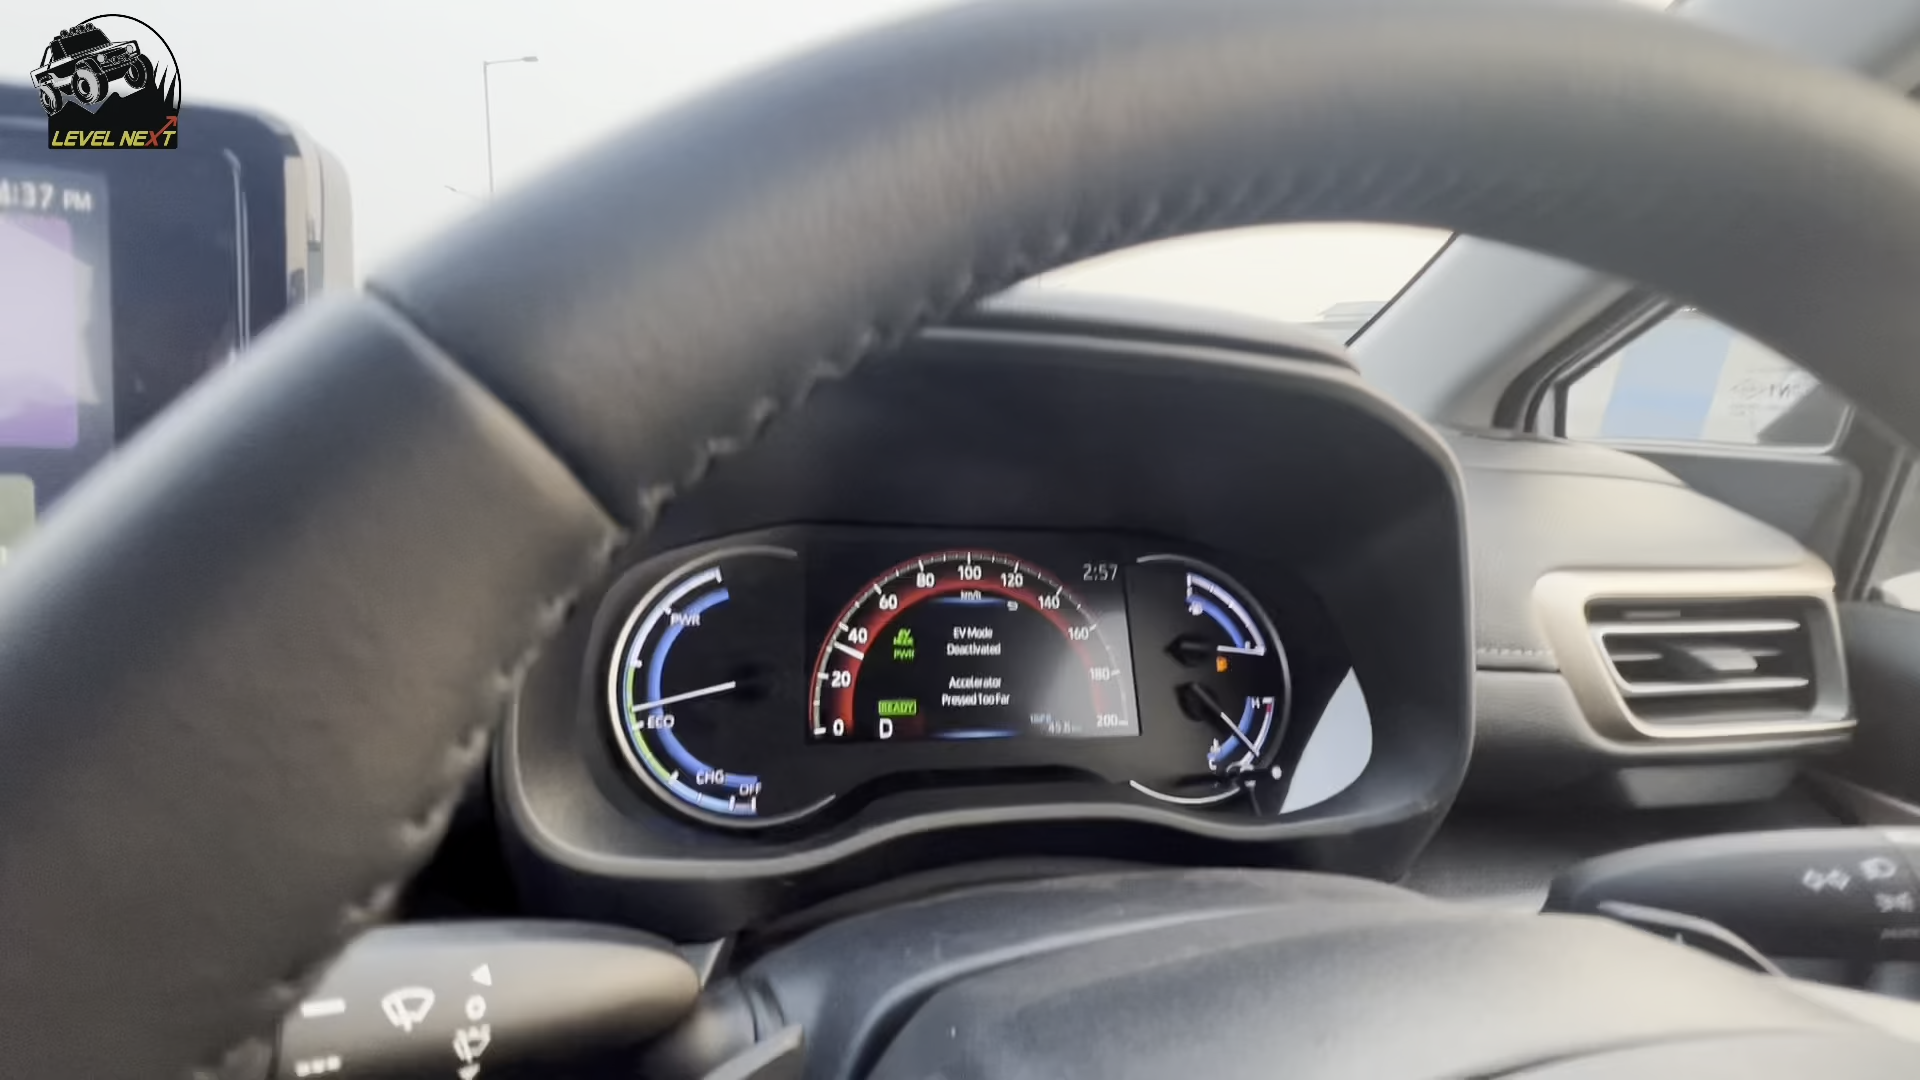 LEVEL NEXT
:37 PM
PWR
ECO
CHG
OFF
0
20
40
60
80
100
120
140
160
180
200
km/h
2:57
EV Mode
Deactivated
Accelerator
Pressed Too Far
PWR
READY
D
H
C